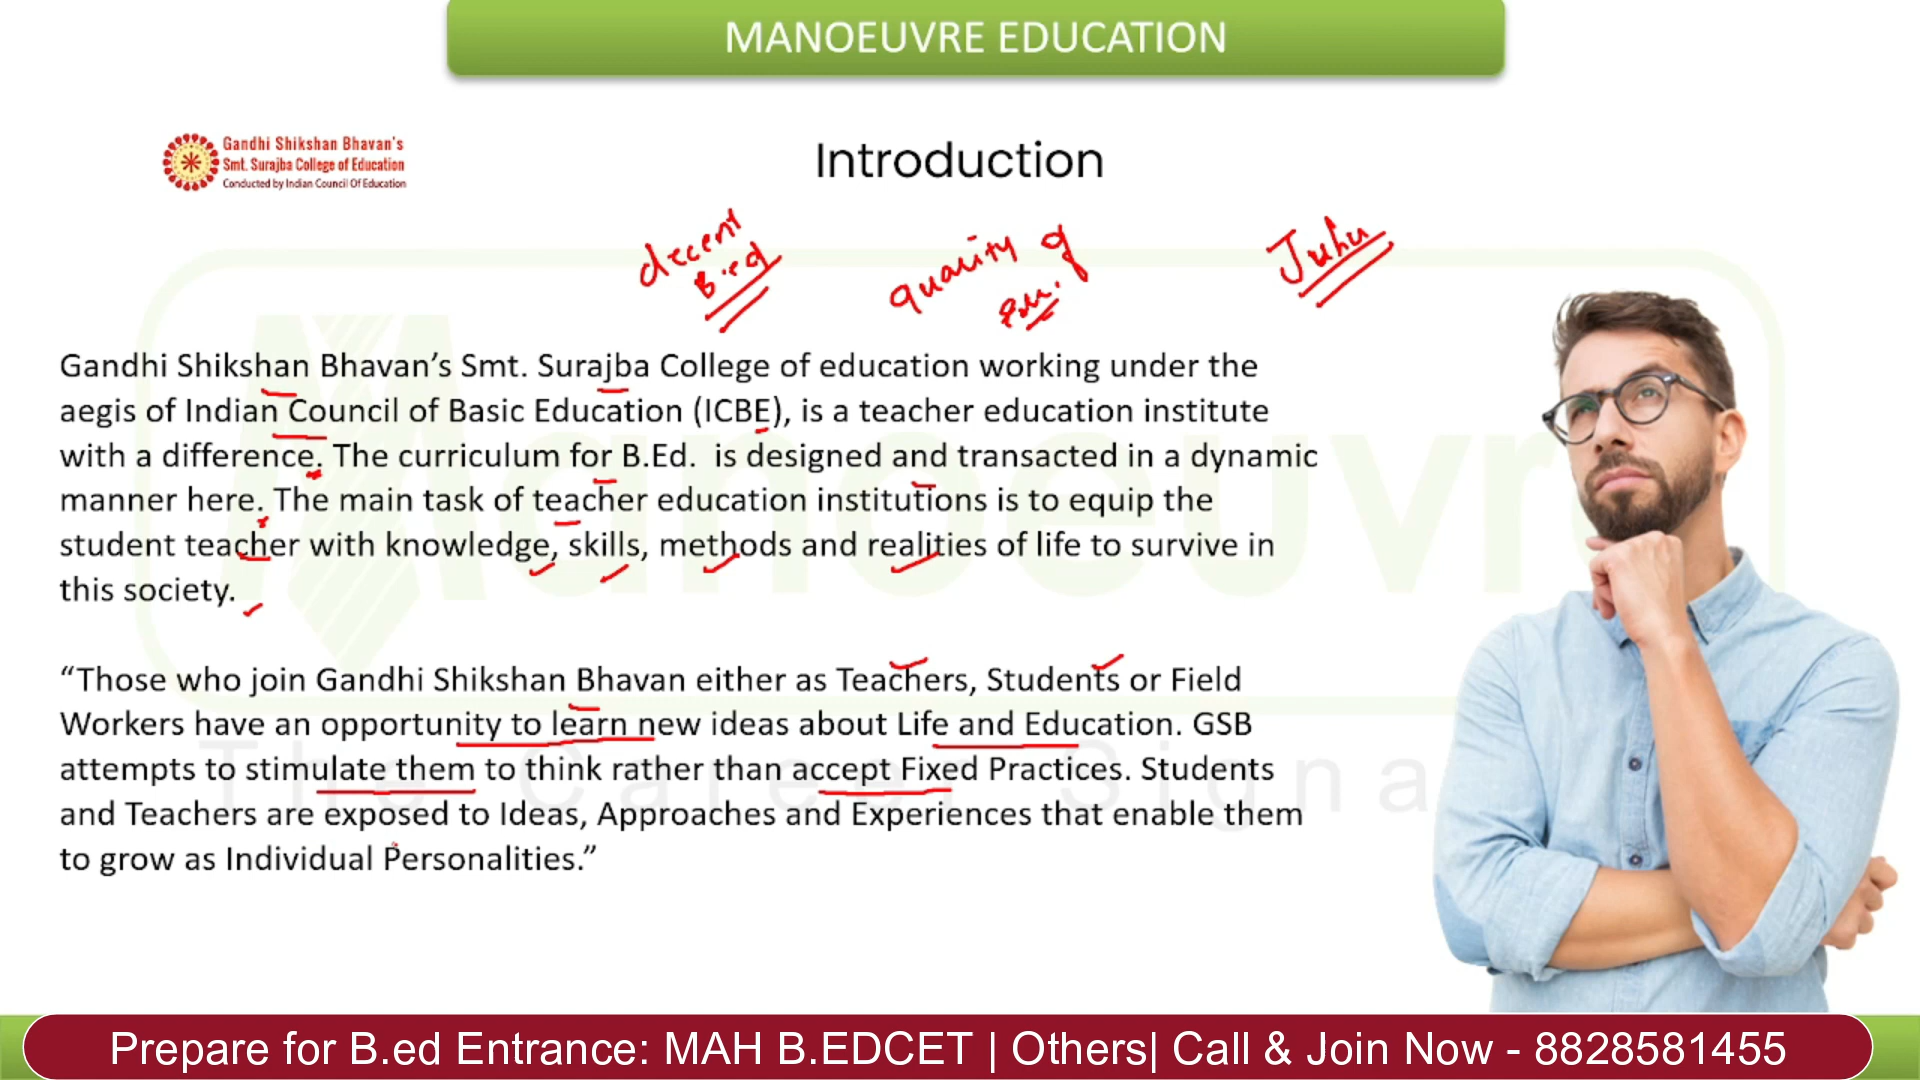 MANOEUVRE EDUCATION
Gandhi Shikshan Bhavan's
Smt. Surajba College of Education
Conducted by Indian Council Of Education
Introduction
decent
B.ed
quality of
edu.
Juhu
Gandhi Shikshan Bhavan’s Smt. Surajba College of education working under the
aegis of Indian Council of Basic Education (ICBE), is a teacher education institute
with a difference. The curriculum for B.Ed. is designed and transacted in a dynamic
manner here. The main task of teacher education institutions is to equip the
student teacher with knowledge, skills, methods and realities of life to survive in
this society.
“Those who join Gandhi Shikshan Bhavan either as Teachers, Students or Field
Workers have an opportunity to learn new ideas about Life and Education. GSB
attempts to stimulate them to think rather than accept Fixed Practices. Students
and Teachers are exposed to Ideas, Approaches and Experiences that enable them
to grow as Individual Personalities.”
Manoeuvre
The Career Signa
Prepare for B.ed Entrance: MAH B.EDCET | Others| Call & Join Now - 8828581455